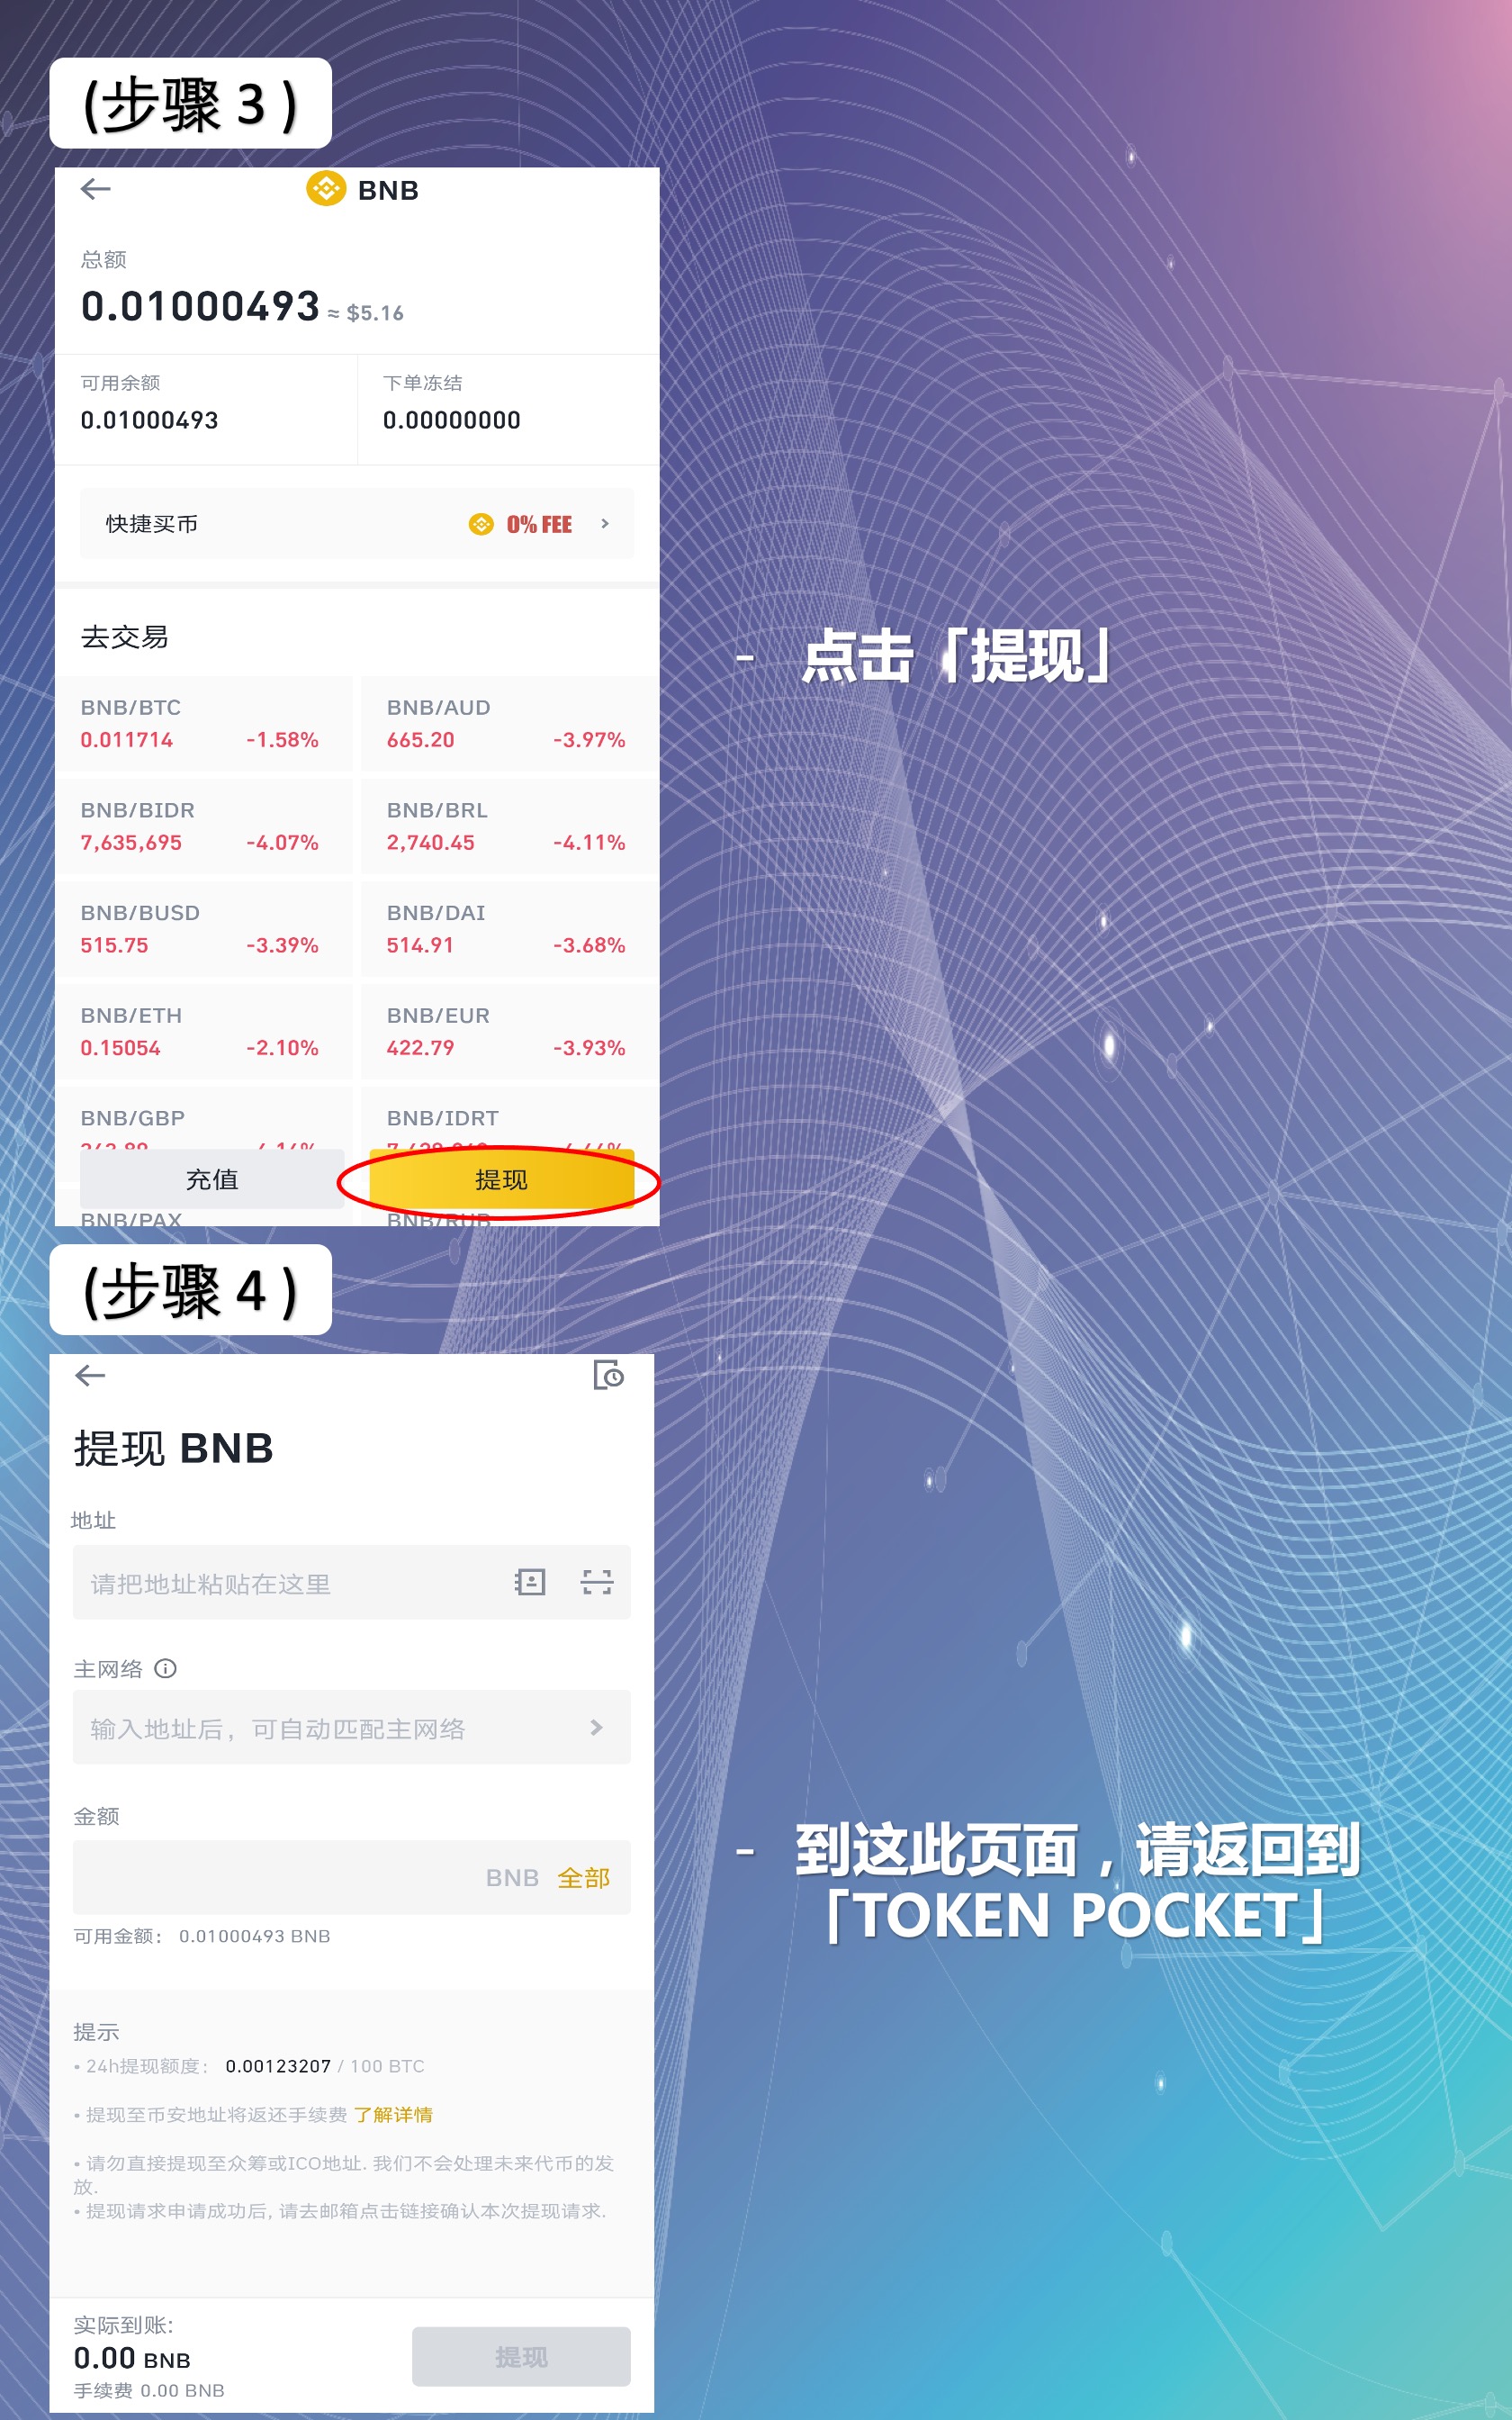 (步骤 3 )
BNB
总额
0.01000493 ≈ $5.16
可用余额 下单冻结
0.01000493 0.00000000
快捷买币 0% FEE
去交易
BNB/BTC BNB/AUD
0.011714 -1.58% 665.20 -3.97%
BNB/BIDR BNB/BRL
7,635,695 -4.07% 2,740.45 -4.11%
BNB/BUSD BNB/DAI
515.75 -3.39% 514.91 -3.68%
BNB/ETH BNB/EUR
0.15054 -2.10% 422.79 -3.93%
BNB/GBP BNB/IDRT
充值 提现
BNB/PAX BNB/RUB
- 点击「提现」
(步骤 4 )
提现 BNB
地址
请把地址粘贴在这里
主网络
输入地址后，可自动匹配主网络
金额
BNB 全部
可用金额： 0.01000493 BNB
提示
• 24h提现额度： 0.00123207 / 100 BTC
• 提现至币安地址将返还手续费 了解详情
• 请勿直接提现至众筹或ICO地址. 我们不会处理未来代币的发
放.
• 提现请求申请成功后, 请去邮箱点击链接确认本次提现请求.
实际到账:
0.00 BNB
手续费 0.00 BNB
提现
- 到这此页面，请返回到
「TOKEN POCKET」